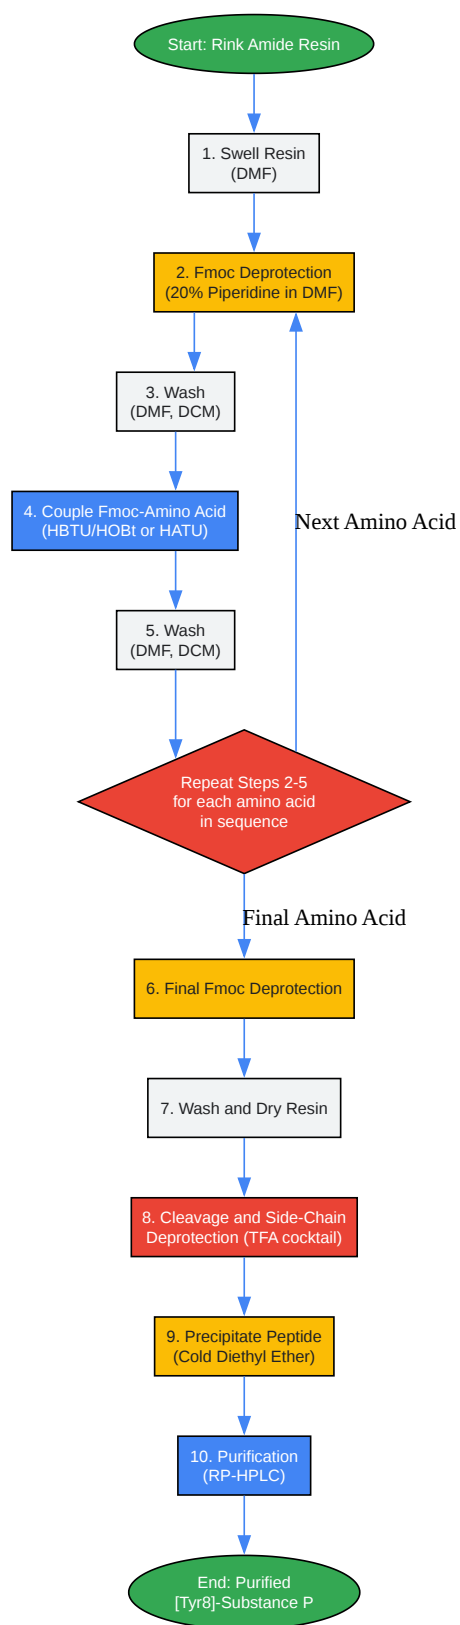 Start: Rink Amide Resin
1. Swell Resin
(DMF)
2. Fmoc Deprotection
(20% Piperidine in DMF)
3. Wash
(DMF, DCM)
4. Couple Fmoc-Amino Acid
(HBTU/HOBt or HATU)
Next Amino Acid
5. Wash
(DMF, DCM)
Repeat Steps 2-5
for each amino acid
in sequence
Final Amino Acid
6. Final Fmoc Deprotection
7. Wash and Dry Resin
8. Cleavage and Side-Chain
Deprotection (TFA cocktail)
9. Precipitate Peptide
(Cold Diethyl Ether)
10. Purification
(RP-HPLC)
End: Purified
[Tyr8]-Substance P